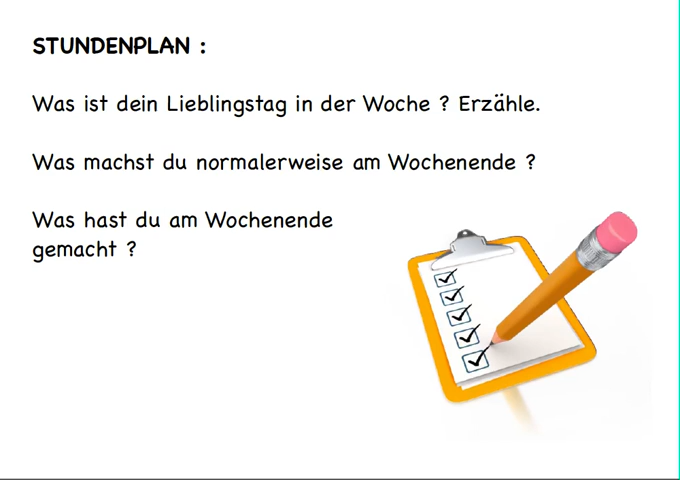 STUNDENPLAN :
Was ist dein Lieblingstag in der Woche ? Erzähle.
Was machst du normalerweise am Wochenende ?
Was hast du am Wochenende
gemacht ?